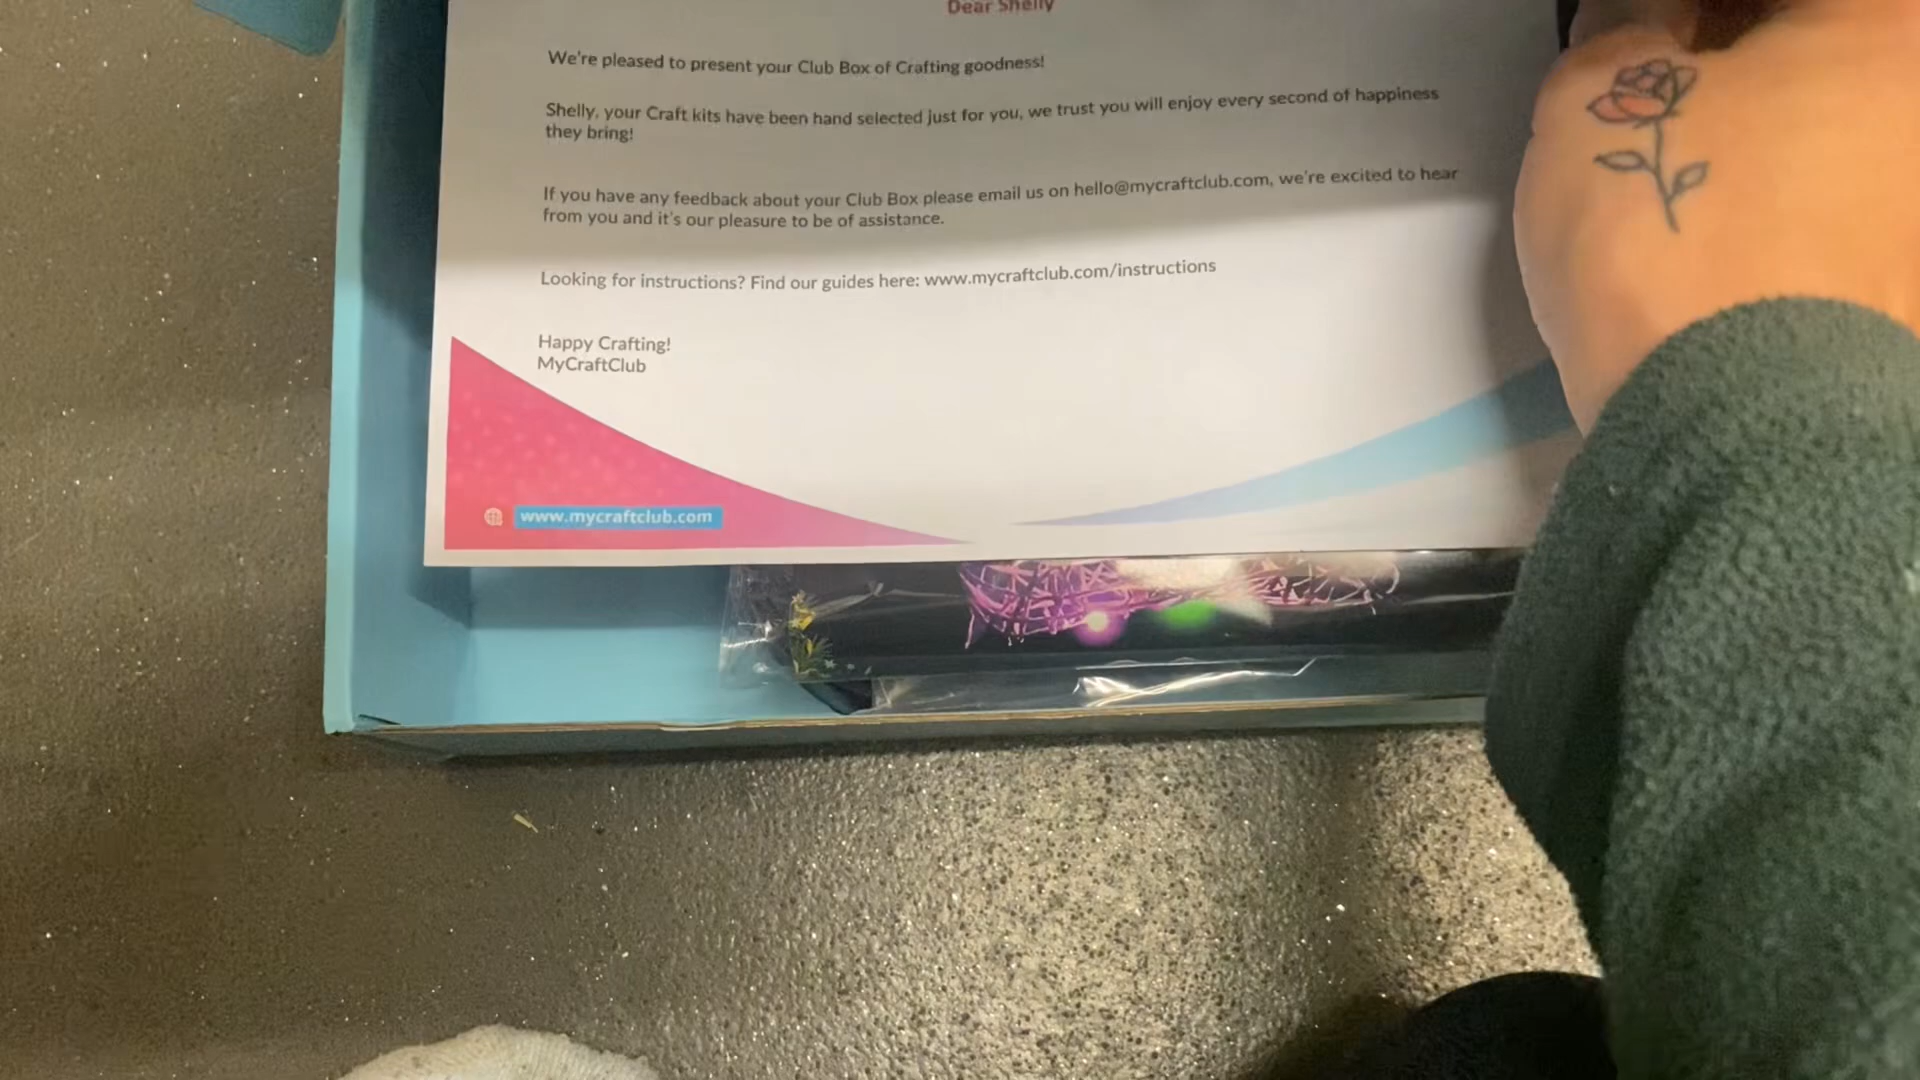 Dear Shelly
We're pleased to present your Club Box of Crafting goodness!
Shelly, your Craft kits have been hand selected just for you, we trust you will enjoy every second of happiness
they bring!
If you have any feedback about your Club Box please email us on hello@mycraftclub.com, we're excited to hear
from you and it's our pleasure to be of assistance.
Looking for instructions? Find our guides here: www.mycraftclub.com/instructions
Happy Crafting!
MyCraftClub
www.mycraftclub.com